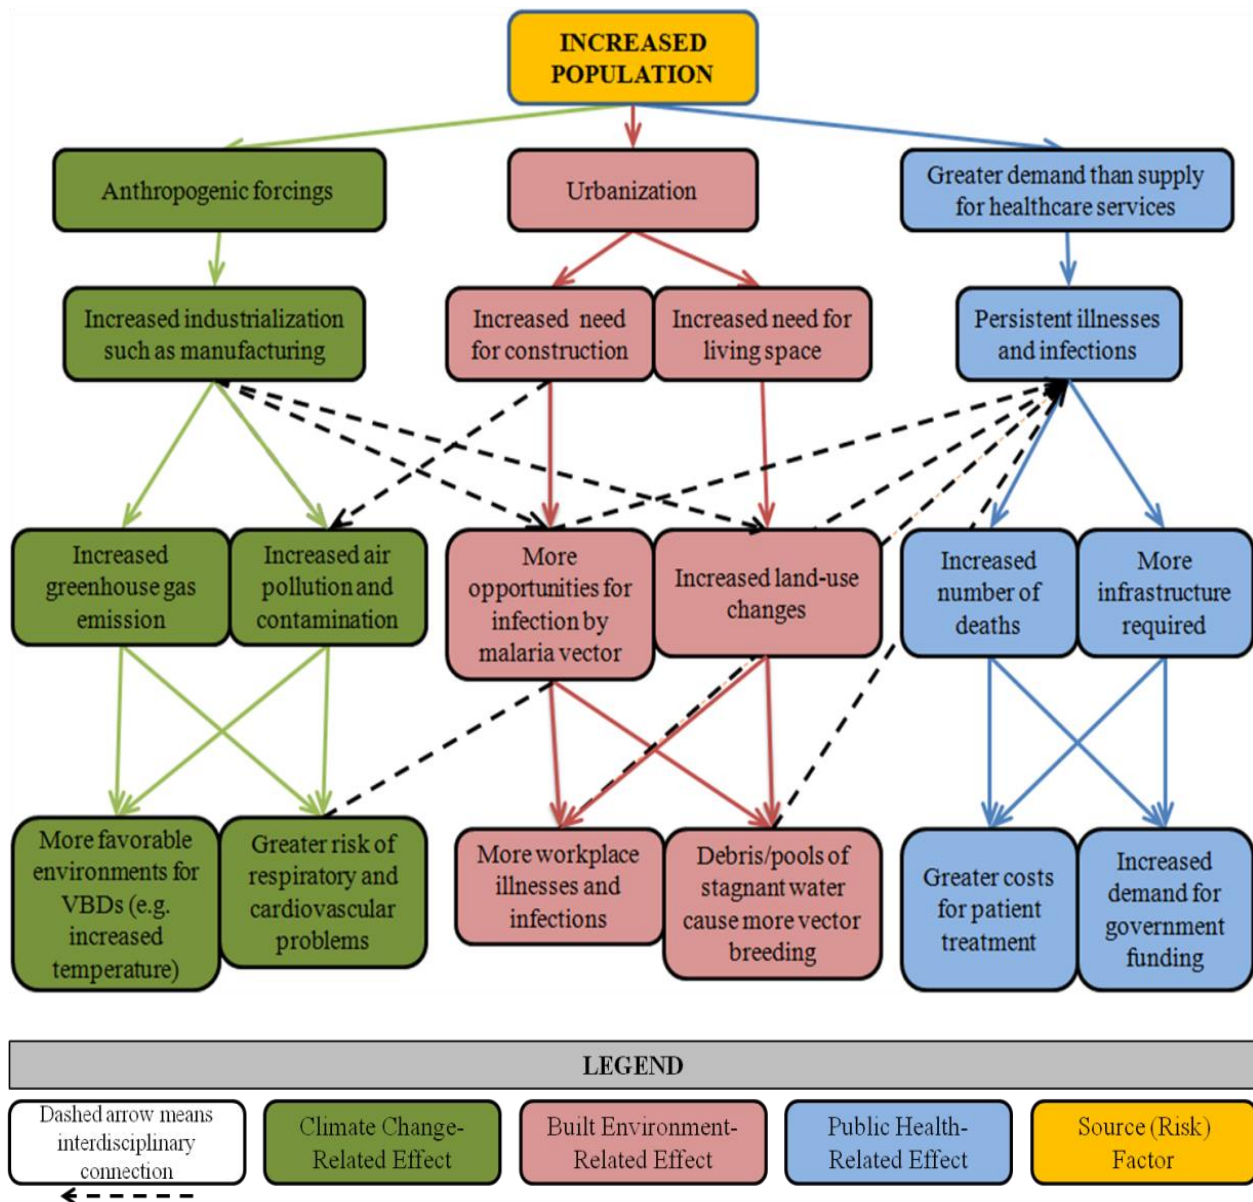 INCREASED
POPULATION
Anthropogenic forcings
Urbanization
Greater demand than supply
for healthcare services
Increased industrialization
such as manufacturing
Increased need
for construction
Increased need for
living space
Persistent illnesses
and infections
Increased
greenhouse gas
emission
Increased air
pollution and
contamination
More
opportunities for
infection by
malaria vector
Increased land-use
changes
Increased
number of
deaths
More
infrastructure
required
More favorable
environments for
VBDs (e.g.
increased
temperature)
Greater risk of
respiratory and
cardiovascular
problems
More workplace
illnesses and
infections
Debris/pools of
stagnant water
cause more vector
breeding
Greater costs
for patient
treatment
Increased
demand for
government
funding
LEGEND
Dashed arrow means
interdisciplinary
connection
Climate Change-
Related Effect
Built Environment-
Related Effect
Public Health-
Related Effect
Source (Risk)
Factor